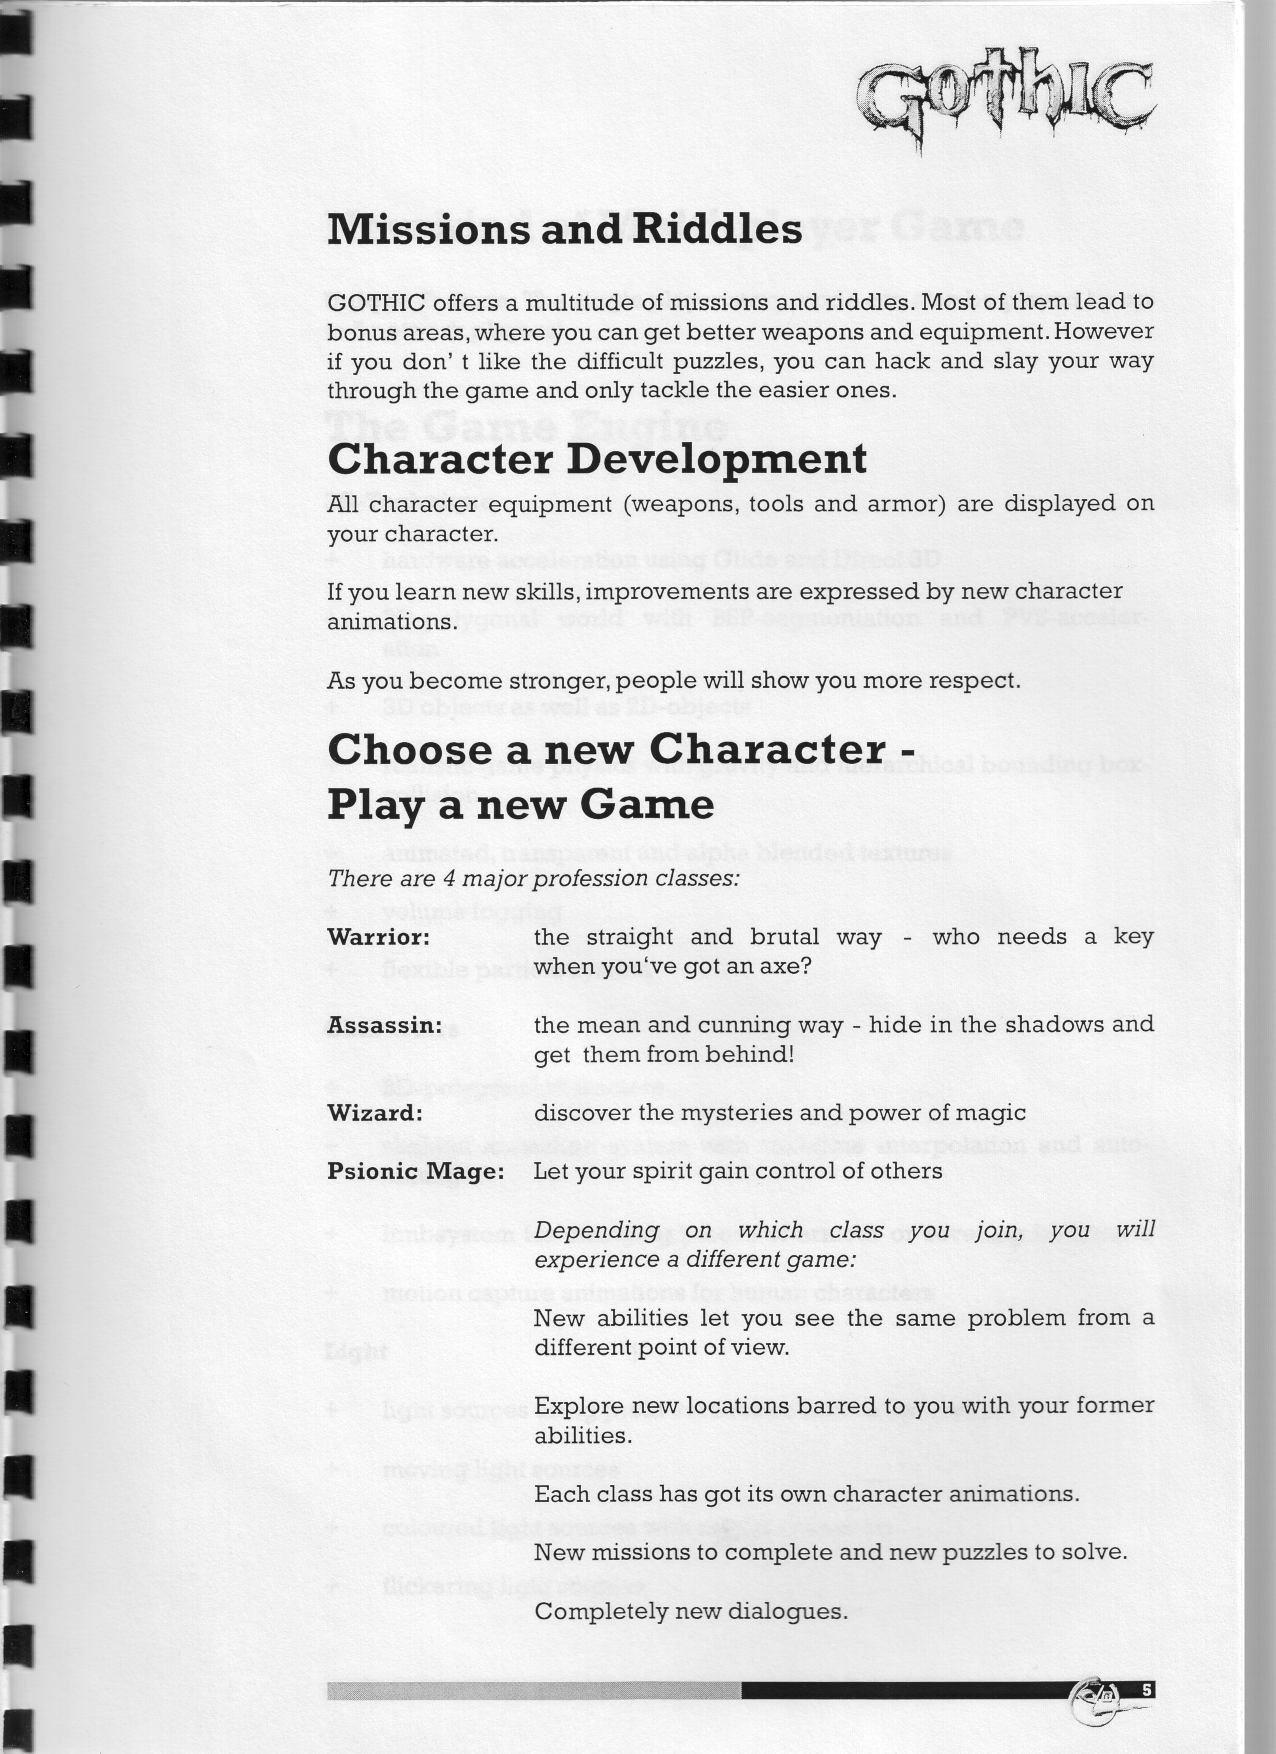 GOTHIC
Missions and Riddles
GOTHIC offers a multitude of missions and riddles. Most of them lead to
bonus areas, where you can get better weapons and equipment. However
if you don' t like the difficult puzzles, you can hack and slay your way
through the game and only tackle the easier ones.
Character Development
All character equipment (weapons, tools and armor) are displayed on
your character.
If you learn new skills, improvements are expressed by new character
animations.
As you become stronger, people will show you more respect.
Choose a new Character -
Play a new Game
There are 4 major profession classes:
Warrior: the straight and brutal way - who needs a key
when you‘ve got an axe?
Assassin: the mean and cunning way - hide in the shadows and
get them from behind!
Wizard: discover the mysteries and power of magic
Psionic Mage: Let your spirit gain control of others
Depending on which class you join, you will
experience a different game:
New abilities let you see the same problem from a
different point of view.
Explore new locations barred to you with your former
abilities.
Each class has got its own character animations.
New missions to complete and new puzzles to solve.
Completely new dialogues.
5